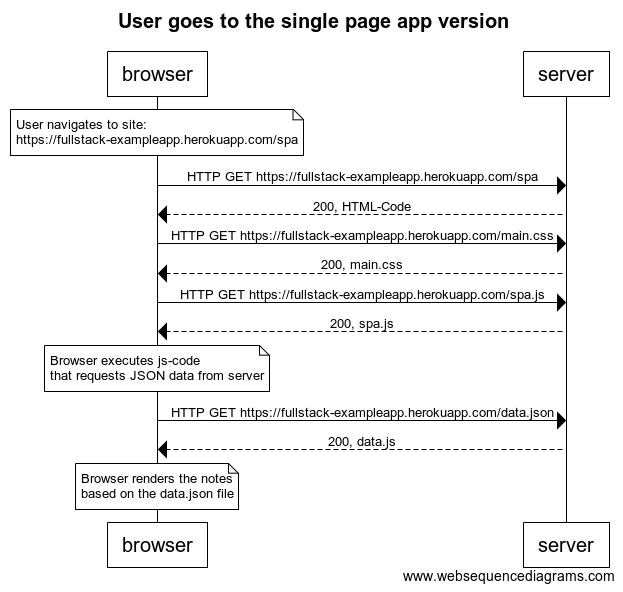 User goes to the single page app version
browser
server
User navigates to site:
https://fullstack-exampleapp.herokuapp.com/spa
HTTP GET https://fullstack-exampleapp.herokuapp.com/spa
200, HTML-Code
HTTP GET https://fullstack-exampleapp.herokuapp.com/main.css
200, main.css
HTTP GET https://fullstack-exampleapp.herokuapp.com/spa.js
200, spa.js
Browser executes js-code
that requests JSON data from server
HTTP GET https://fullstack-exampleapp.herokuapp.com/data.json
200, data.js
Browser renders the notes
based on the data.json file
browser
server
www.websequencediagrams.com